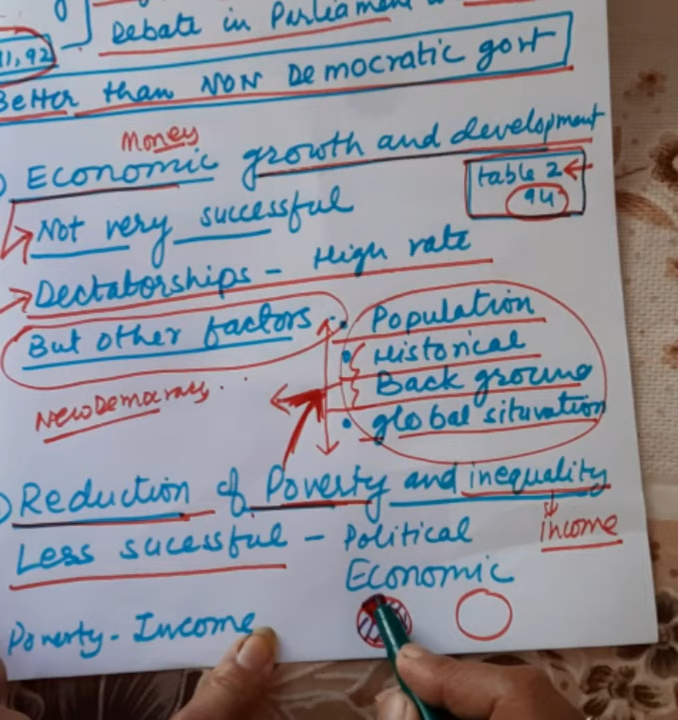 Debate in Parliament
91, 92
Better than NON Democratic govt
Money
Economic growth and development
table 2
94
Not very successful
Dectatorships - High rate
But other factors
• Population
• Historical
Back ground
• global situvation
New Democracy..
Reduction of Poverty and inequality
income
Less sucessful - Political
Economic
Poverty - Income